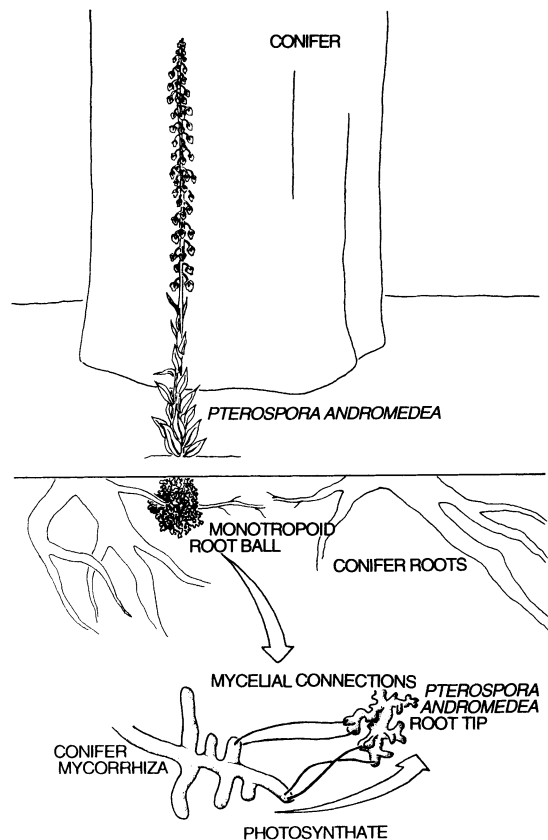 CONIFER
PTEROSPORA ANDROMEDEA
MONOTROPOID
ROOT BALL
CONIFER ROOTS
MYCELIAL CONNECTIONS
PTEROSPORA
ANDROMEDEA
ROOT TIP
CONIFER
MYCORRHIZA
PHOTOSYNTHATE